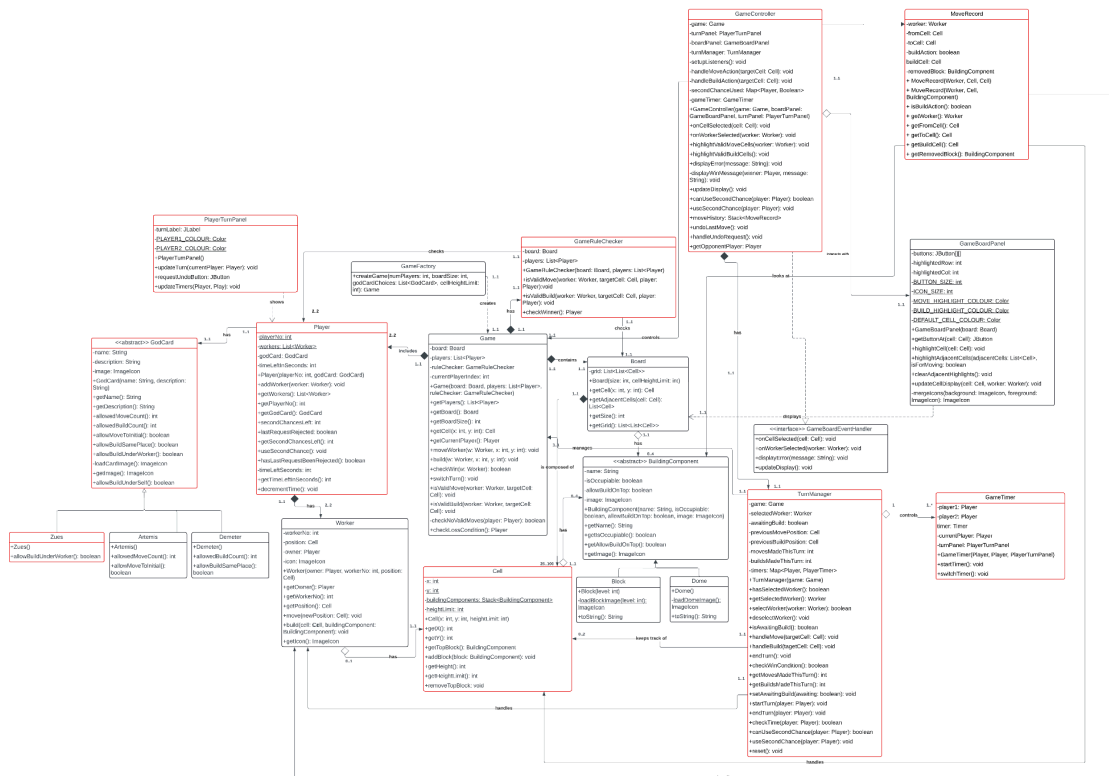 GameController
-game: Game
-turnPanel: PlayerTurnPanel
-boardPanel: GameBoardPanel
-turnManager: TurnManager
-setupListeners(): void
-handleMoveAction(targetCell: Cell): void
-handleBuildAction(targetCell: Cell): void
-secondChanceUsed: Map<Player, Boolean>
-gameTimer: GameTimer
+GameController(game: Game, boardPanel:
GameBoardPanel, turnPanel: PlayerTurnPanel)
+onCellSelected(cell: Cell): void
+onWorkerSelected(worker: Worker): void
+highlightValidMoveCells(worker: Worker): void
+highlightValidBuildCells(): void
+displayError(message: String): void
-displayWinMessage(winner: Player, message:
String): void
+updateDisplay(): void
+canUseSecondChance(player: Player): boolean
+useSecondChance(player: Player): void
+moveHistory: Stack<MoveRecord>
+undoLastMove(): void
+handleUndoRequest(): void
+getOpponentPlayer: Player
MoveRecord
-worker: Worker
-fromCell: Cell
-toCell: Cell
-buildAction: boolean
buildCell: Cell
-removedBlock: BuildingCompnent
+ MoveRecord(Worker, Cell, Cell)
+ MoveRecord(Worker, Cell,
BuildingComponent)
+ isBuildAction(): boolean
+ getWorker(): Worker
+ getFromCell(): Cell
+ getToCell(): Cell
+ getBuildCell(): Cell
+ getRemovedBlock(): BuildingComponent
PlayerTurnPanel
-turnLabel: JLabel
-PLAYER1_COLOUR: Color
-PLAYER2_COLOUR: Color
+PlayerTurnPanel()
+updateTurn(currentPlayer: Player): void
+requestUndoButton: JButton
+updateTimers(Player, Play): void
shows
GameFactory
+createGame(numPlayers: int, boardSize: int,
godCardChoices: List<GodCard>, cellHeightLimit:
int): Game
creates
checks
GameRuleChecker
-board: Board
-players: List<Player>
+GameRuleChecker(board: Board, players: List<Player>)
+isValidMove(worker: Worker, targetCell: Cell, player:
Player):void
+isValidBuild(worker: Worker, targetCell: Cell, player:
Player): void
+checkWinner(): Player
has
checks
controls
looks at
GameBoardPanel
-buttons: JButton[][]
-highlightedRow: int
-highlightedCol: int
-BUTTON_SIZE: int
-ICON_SIZE: int
-MOVE_HIGHLIGHT_COLOUR: Color
-BUILD_HIGHLIGHT_COLOUR: Color
-DEFAULT_CELL_COLOUR: Color
+GameBoardPanel(board: Board)
+getButtonAt(cell: Cell): JButton
+highlightCell(cell: Cell): void
+highlightAdjacentCells(adjacentCells: List<Cell>,
isForMoving: Boolean): void
+clearAdjacentHighlights(): void
+updateCellDisplay(cell: Cell, worker: Worker): void
-mergeIcons(background: ImageIcon, foreground:
ImageIcon): ImageIcon
displays
<<abstract>> GodCard
-name: String
-description: String
-image: ImageIcon
+GodCard(name: String, description:
String)
+getName(): String
+getDescription(): String
+allowedMoveCount(): int
+allowedBuildCount(): int
+allowMoveToInitial(): boolean
+allowBuildSamePlace(): boolean
+allowBuildUnderWorker(): boolean
-loadCardImage(): ImageIcon
+getImage(): ImageIcon
+allowBuildUnderSelf(): boolean
has
Player
-playerNo: int
-workers: List<Worker>
-godCard: GodCard
-timeLeftInSeconds: int
+Player(playerNo: int, godCard: GodCard)
+addWorker(worker: Worker): void
+getWorkers(): List<Worker>
+getPlayerNo(): int
+getGodCard(): GodCard
-secondChancesLeft: int
-lastRequestRejected: boolean
+getSecondChancesLeft(): int
+useSecondChance(): void
+hasLastRequestBeenRejected(): boolean
-timeLeftSeconds: int
+getTimeLeftInSeconds(): int
+decrementTime(): void
includes
Game
-board: Board
-players: List<Player>
-ruleChecker: GameRuleChecker
-currentPlayerIndex: int
+Game(board: Board, players: List<Player>,
ruleChecker: GameRuleChecker)
+getPlayers(): List<Player>
+getBoard(): Board
+getBoardSize(): int
+getCell(x: int, y: int): Cell
+getCurrentPlayer(): Player
+moveWorker(w: Worker, x: int, y: int): void
+build(w: Worker, x: int, y: int): void
+checkWin(w: Worker): boolean
+switchTurn(): void
+isValidMove(worker: Worker, targetCell:
Cell): void
+isValidBuild(worker: Worker, targetCell:
Cell): void
-checkNoValidMoves(player: Player): boolean
+checkLossCondition(): Player
contains
Board
-grid: List<List<Cell>>
+Board(size: int, cellHeightLimit: int)
+getCell(x: int, y: int): Cell
+getAdjacentCells(cell: Cell):
List<Cell>
+getSize(): int
+getGrid(): List<List<Cell>>
has
manages
is composed of
has
<<interface>> GameBoardEventHandler
+onCellSelected(cell: Cell): void
+onWorkerSelected(worker: Worker): void
+displayError(message: String): void
+updateDisplay(): void
<<abstract>> BuildingComponent
-name: String
-isOccupiable: boolean
-allowBuildOnTop: boolean
-image: ImageIcon
+BuildingComponent(name: String, isOccupiable:
boolean, allowBuildOnTop: boolean, image: ImageIcon)
+getName(): String
+getIsOccupiable(): boolean
+getAllowBuildOnTop(): boolean
+getImage(): ImageIcon
Zues
+Zues()
+allowBuildUnderWorker(): boolean
Artemis
+Artemis()
+allowedMoveCount(): int
+allowMoveToInitial():
boolean
Demeter
+Demeter()
+allowedBuildCount(): int
+allowBuildSamePlace():
boolean
has
Worker
-workerNo: int
-position: Cell
-owner: Player
-icon: ImageIcon
+Worker(owner: Player, workerNo: int, position:
Cell)
+getOwner(): Player
+getWorkerNo(): int
+getPosition(): Cell
+move(newPosition: Cell): void
+build(cell: Cell, buildingComponent:
BuildingComponent): void
+getIcon(): ImageIcon
has
Cell
-x: int
-y: int
-buildingComponents: Stack<BuildingComponent>
-heightLimit: int
+Cell(x: int, y: int, heightLimit: int)
+getX(): int
+getY(): int
+getTopBlock(): BuildingComponent
+addBlock(block: BuildingComponent): void
+getHeight(): int
+getHeightLimit(): int
-removeTopBlock: void
Block
+Block(level: int)
-loadBlockImage(level: int):
ImageIcon
+toString(): String
Dome
+Dome()
-loadDomeImage():
ImageIcon
+toString(): String
keeps track of
TurnManager
-game: Game
-selectedWorker: Worker
-awaitingBuild: boolean
-previousMovePosition: Cell
-previousBuildPosition: Cell
-movesMadeThisTurn: int
-buildsMadeThisTurn: int
-timers: Map<Player, PlayerTimer>
+TurnManager(game: Game)
+hasSelectedWorker(): boolean
+getSelectedWorker(): Worker
+selectWorker(worker: Worker): boolean
+deselectWorker(): void
+isAwaitingBuild(): boolean
+handleMove(targetCell: Cell): void
+handleBuild(targetCell: Cell): void
+endTurn(): void
+checkWinCondition(): boolean
+getMovesMadeThisTurn(): int
+getBuildsMadeThisTurn(): int
+setAwaitingBuild(awaiting: boolean): void
+startTurn(player: Player): void
+endTurn(player: Player): void
+checkTime(player: Player): boolean
+canUseSecondChance(player: Player): boolean
+useSecondChance(player: Player): void
+reset(): void
controls
GameTimer
-player1: Player
-player2: Player
timer: Timer
-currentPlayer: Player
-turnPanel: PlayerTurnPanel
+GameTimer(Player, Player, PlayerTurnPanel)
+startTimer(): void
+switchTimer(): void
handles
handles